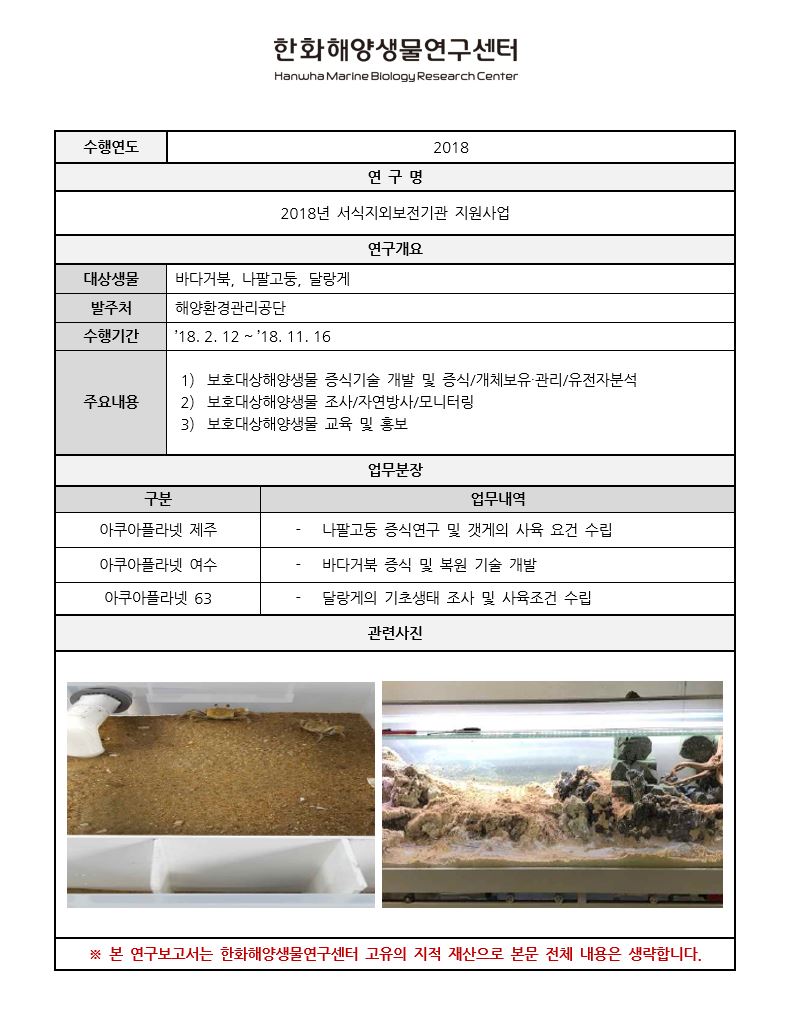 한화해양생물연구센터
Hanwha Marine Biology Research Center
수행연도 2018
연 구 명
2018년 서식지외보전기관 지원사업
연구개요
대상생물 바다거북, 나팔고둥, 달랑게
발주처 해양환경관리공단
수행기간 ’18. 2. 12 ~ ’18. 11. 16
주요내용
1) 보호대상해양생물 증식기술 개발 및 증식/개체보유·관리/유전자분석
2) 보호대상해양생물 조사/자연방사/모니터링
3) 보호대상해양생물 교육 및 홍보
업무분장
구분 업무내역
아쿠아플라넷 제주 - 나팔고둥 증식연구 및 갯게의 사육 요건 수립
아쿠아플라넷 여수 - 바다거북 증식 및 복원 기술 개발
아쿠아플라넷 63 - 달랑게의 기초생태 조사 및 사육조건 수립
관련사진
※ 본 연구보고서는 한화해양생물연구센터 고유의 지적 재산으로 본문 전체 내용은 생략합니다.